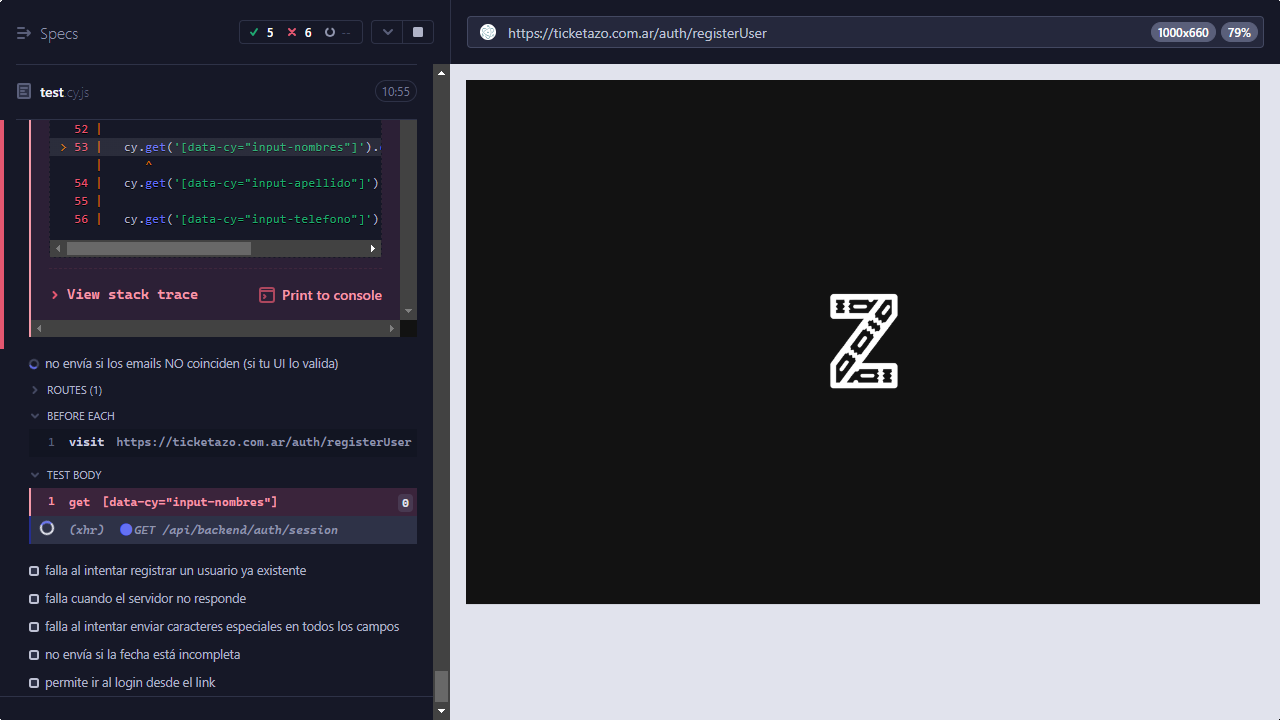 Specs
5
6
--
https://ticketazo.com.ar/auth/registerUser
1000x660
79%
test.cy.js
10:55
52 |
> 53 | cy.get('[data-cy="input-nombres"]').
| ^
54 | cy.get('[data-cy="input-apellido"]')
55 |
56 | cy.get('[data-cy="input-telefono"]')
View stack trace
Print to console
no envía si los emails NO coinciden (si tu UI lo valida)
ROUTES (1)
BEFORE EACH
1 visit https://ticketazo.com.ar/auth/registerUser
TEST BODY
1 get [data-cy="input-nombres"] 0
(xhr) GET /api/backend/auth/session
falla al intentar registrar un usuario ya existente
falla cuando el servidor no responde
falla al intentar enviar caracteres especiales en todos los campos
no envía si la fecha está incompleta
permite ir al login desde el link
Z